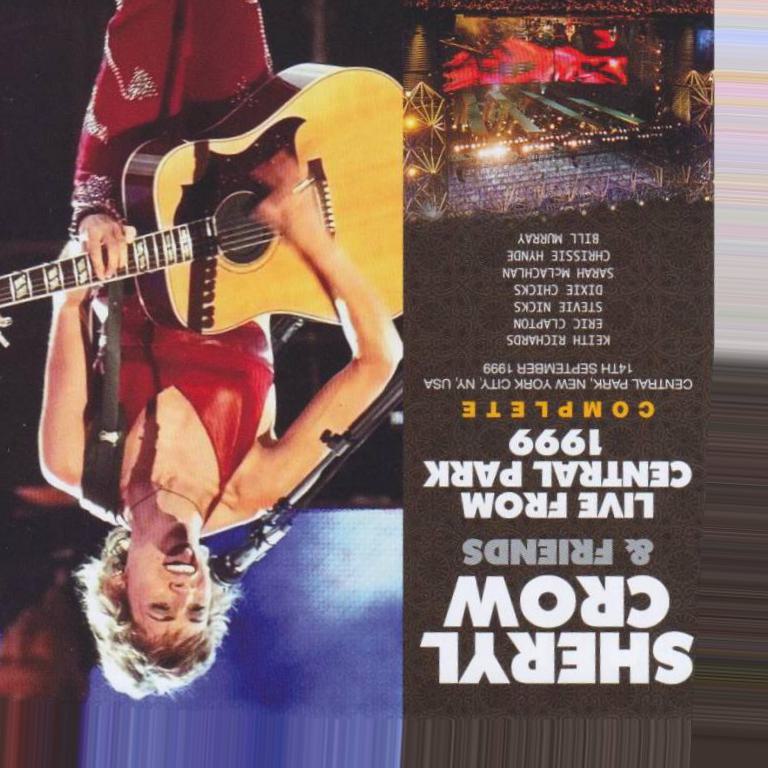 SHERYL
CROW
& FRIENDS
LIVE FROM
CENTRAL PARK
1999
COMPLETE
CENTRAL PARK, NEW YORK CITY, NY, USA
14TH SEPTEMBER 1999
KEITH RICHARDS
ERIC CLAPTON
STEVIE NICKS
DIXIE CHICKS
SARAH McLACHLAN
CHRISSIE HYNDE
BILL MURRAY